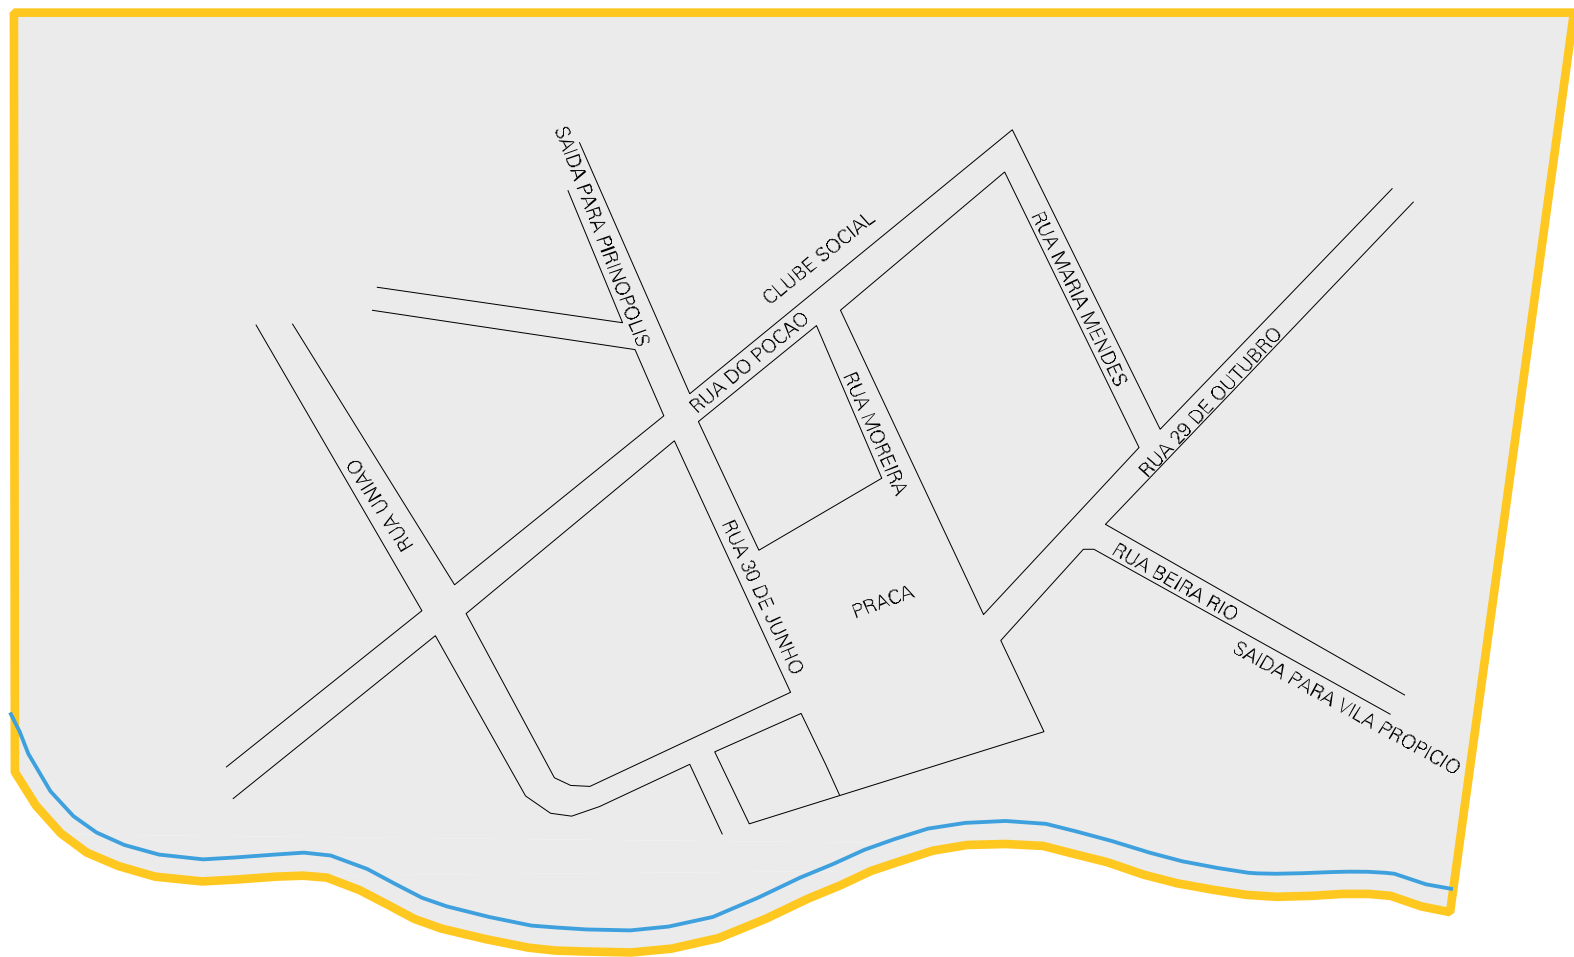 SAIDA PARA PIRINOPOLIS
CLUBE SOCIAL
RUA DO POCAO
RUA MARIA MENDES
RUA MOREIRA
RUA 29 DE OUTUBRO
RUA UNIAO
RUA 30 DE JUNHO
PRACA
RUA BEIRA RIO
SAIDA PARA VILA PROPICIO